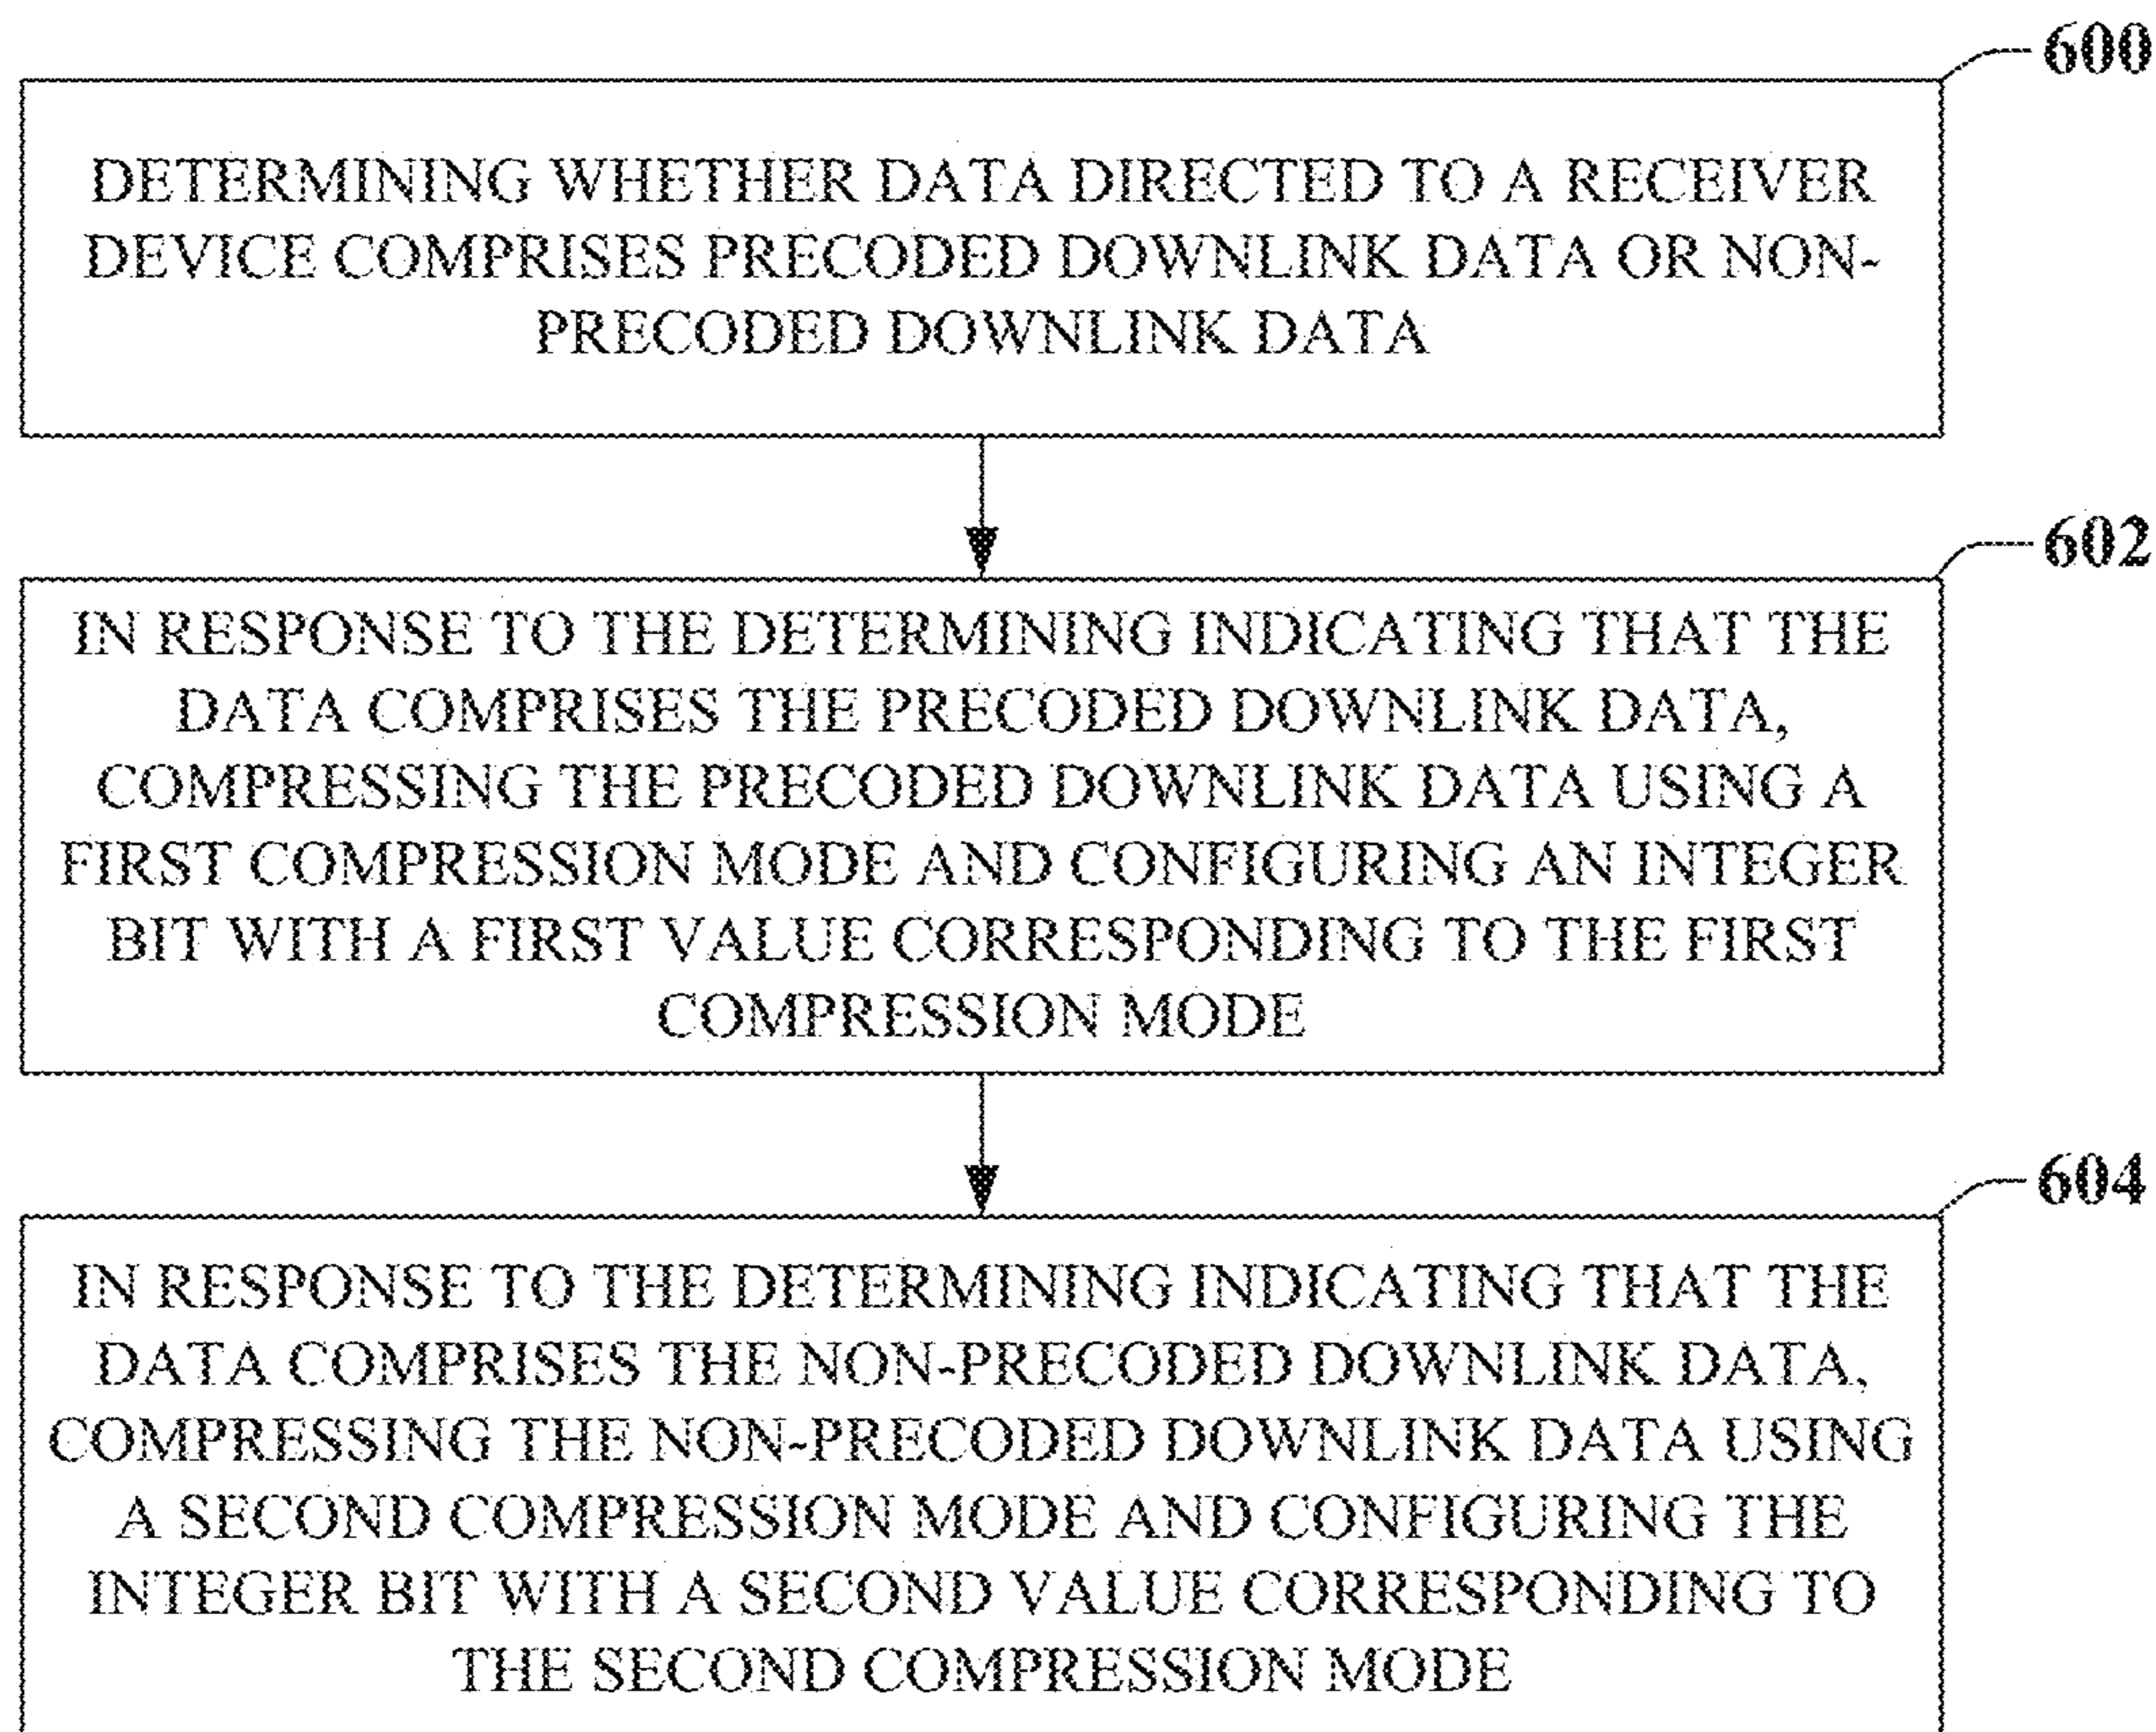 600
DETERMINING WHETHER DATA DIRECTED TO A RECEIVER
DEVICE COMPRISES PRECODED DOWNLINK DATA OR NON-
PRECODED DOWNLINK DATA
602
IN RESPONSE TO THE DETERMINING INDICATING THAT THE
DATA COMPRISES THE PRECODED DOWNLINK DATA,
COMPRESSING THE PRECODED DOWNLINK DATA USING A
FIRST COMPRESSION MODE AND CONFIGURING AN INTEGER
BIT WITH A FIRST VALUE CORRESPONDING TO THE FIRST
COMPRESSION MODE
604
IN RESPONSE TO THE DETERMINING INDICATING THAT THE
DATA COMPRISES THE NON-PRECODED DOWNLINK DATA,
COMPRESSING THE NON-PRECODED DOWNLINK DATA USING
A SECOND COMPRESSION MODE AND CONFIGURING THE
INTEGER BIT WITH A SECOND VALUE CORRESPONDING TO
THE SECOND COMPRESSION MODE